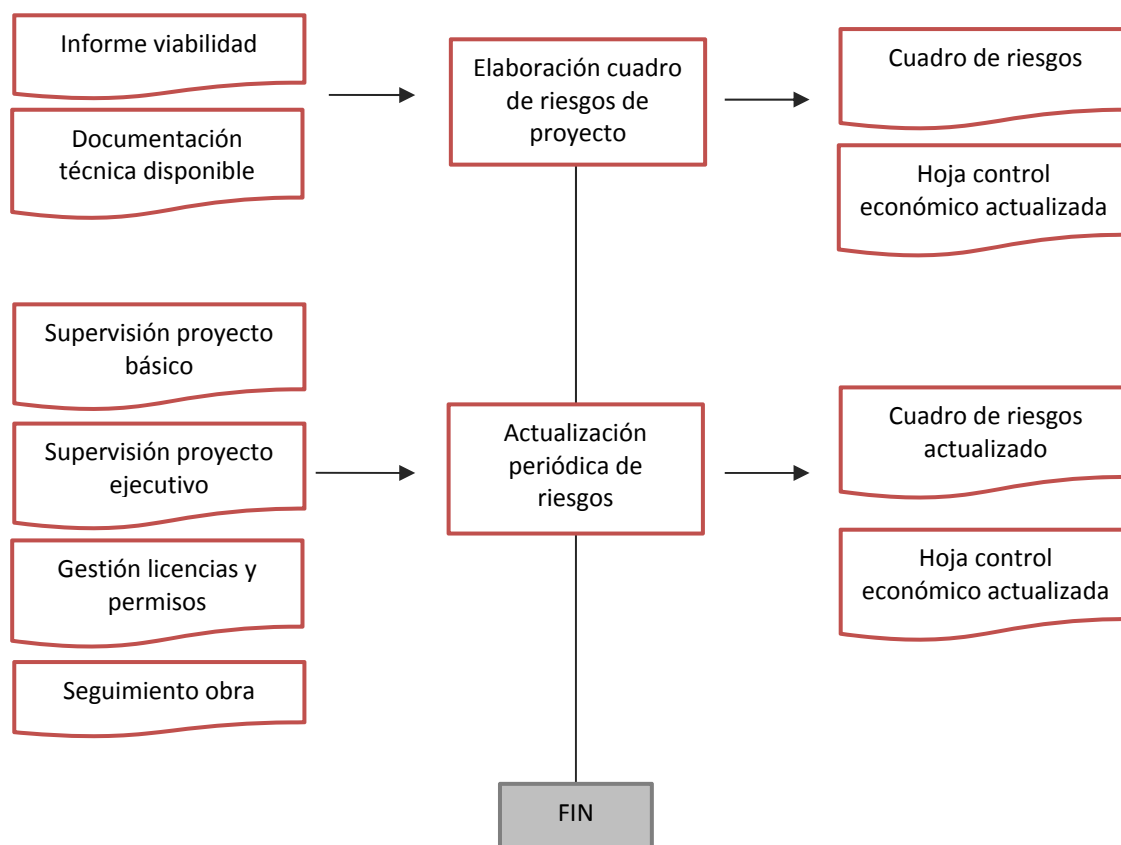 Informe viabilidad
Documentación
técnica disponible
Elaboración cuadro
de riesgos de
proyecto
Cuadro de riesgos
Hoja control
económico actualizada
Supervisión proyecto
básico
Supervisión proyecto
ejecutivo
Gestión licencias y
permisos
Seguimiento obra
Actualización
periódica de
riesgos
Cuadro de riesgos
actualizado
Hoja control
económico actualizada
FIN